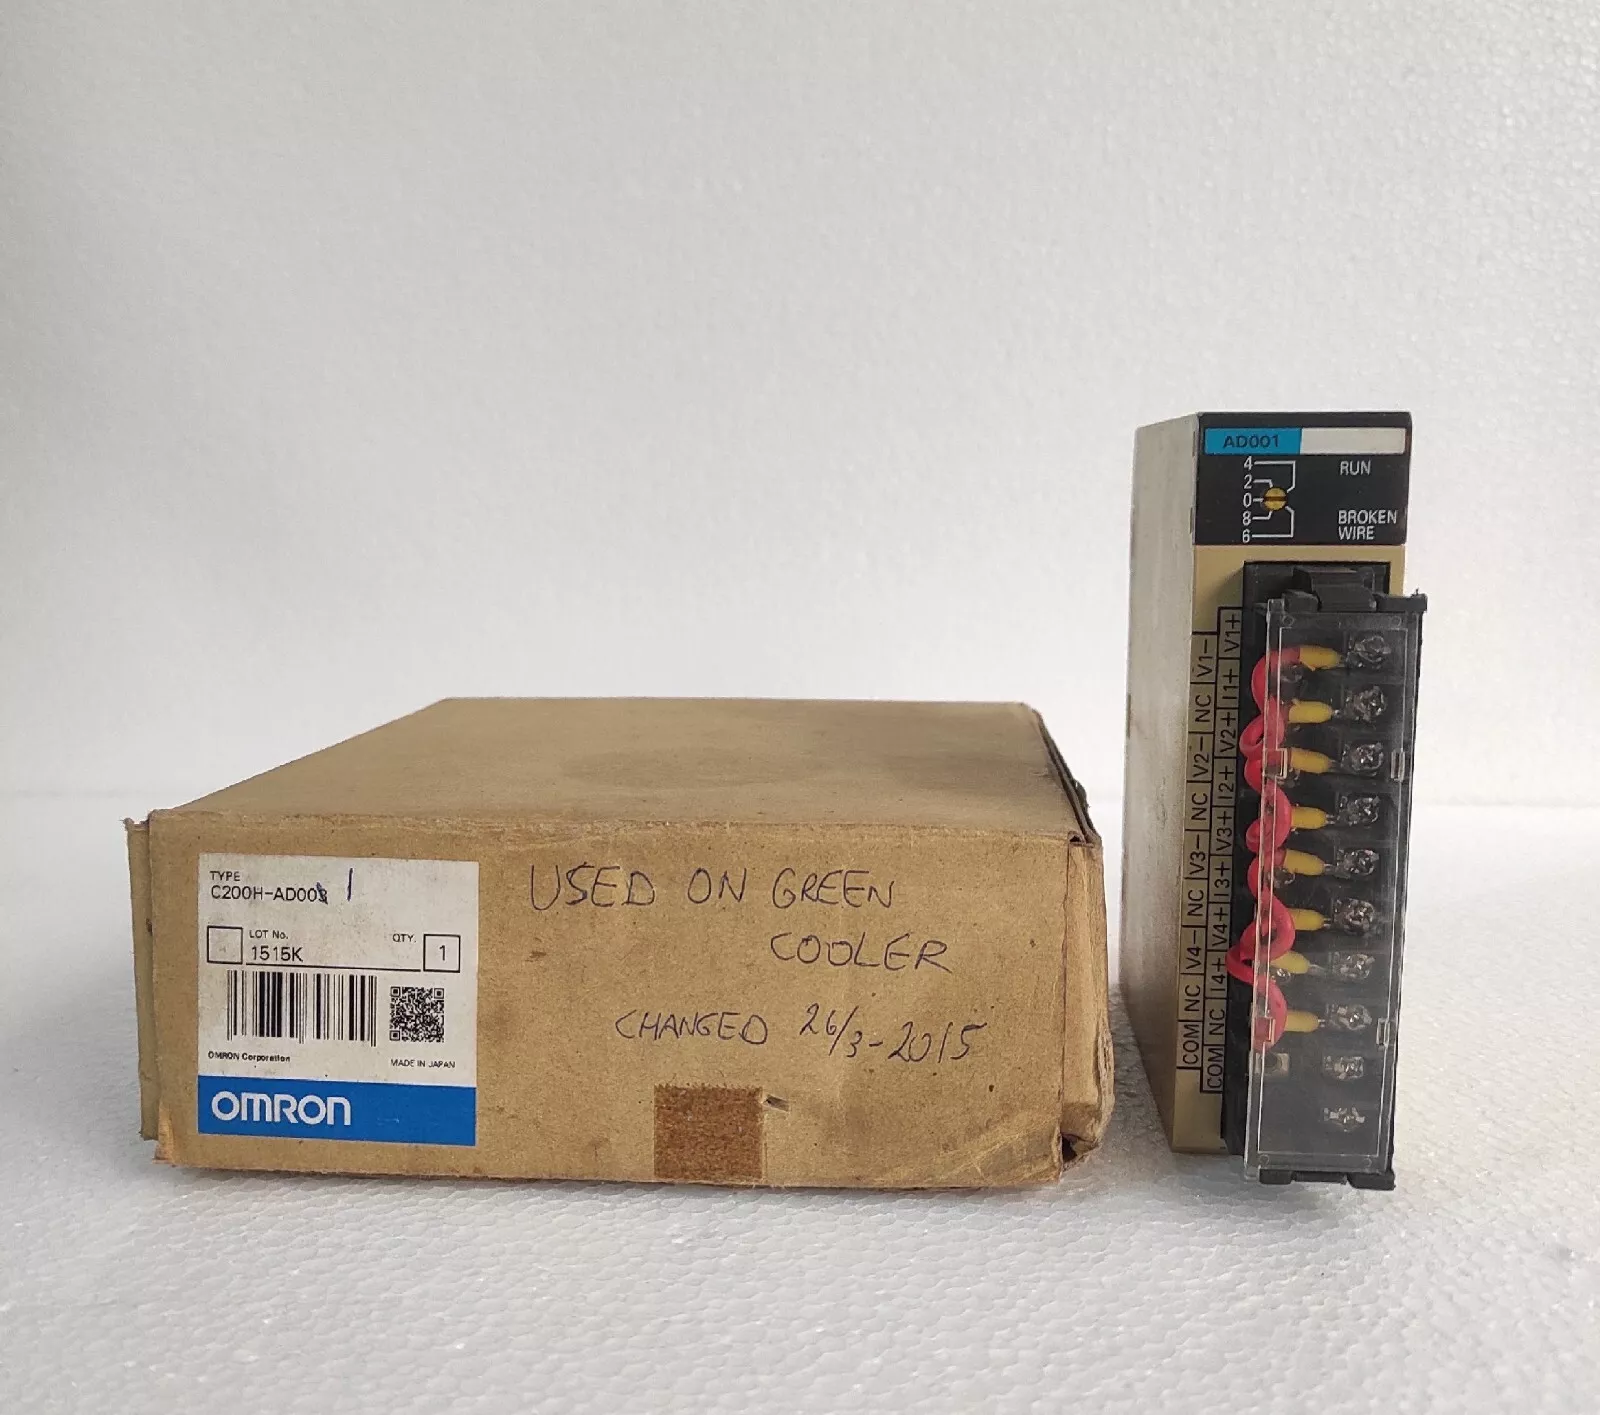 TYPE
C200H-AD003 1
LOT No.
1515K
QTY.
1
OMRON Corporation
MADE IN JAPAN
OMRON
USED ON GREEN
COOLER
CHANGED 26/3-2015
AD001
4
2
0
8
6
RUN
BROKEN
WIRE
V1+
V1-
I1+
NC
V2+
V2-
I2+
NC
V3+
V3-
I3+
NC
V4+
V4-
I4+
NC
NC
COM
COM